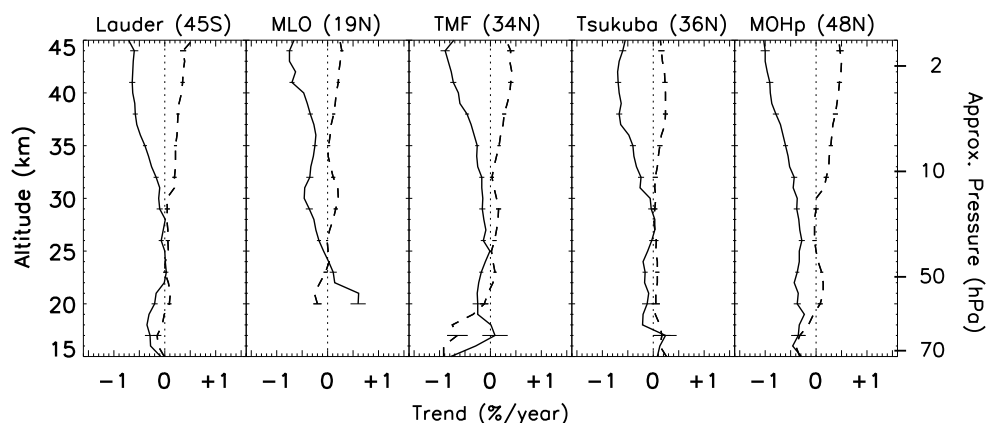 Lauder (45S) MLO (19N) TMF (34N) Tsukuba (36N) MOHp (48N)
45
40
35
30
25
20
15
Altitude (km)
2
10
50
70
Approx. Pressure (hPa)
-1 0 +1 -1 0 +1 -1 0 +1 -1 0 +1 -1 0 +1
Trend (%/year)